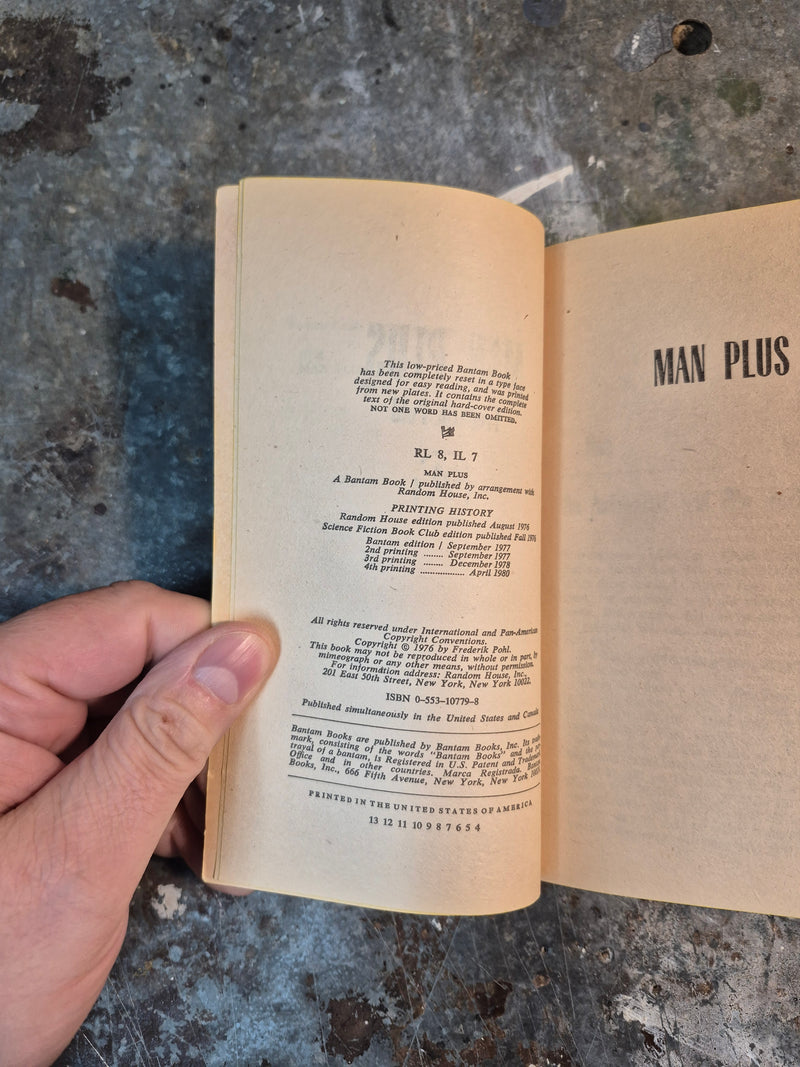 This low-priced Bantam Book
has been completely reset in a type face
designed for easy reading, and was printed
from new plates. It contains the complete
text of the original hard-cover edition.
NOT ONE WORD HAS BEEN OMITTED.
RL 8, IL 7
MAN PLUS
A Bantam Book / published by arrangement with
Random House, Inc.
PRINTING HISTORY
Random House edition published August 1976
Science Fiction Book Club edition published Fall 1976
Bantam edition / September 1977
2nd printing ........ September 1977
3rd printing ........ December 1978
4th printing .................. April 1980
All rights reserved under International and Pan-American
Copyright Conventions.
Copyright © 1976 by Frederik Pohl.
This book may not be reproduced in whole or in part, by
mimeograph or any other means, without permission.
For information address: Random House, Inc.,
201 East 50th Street, New York, New York 10022.
ISBN 0-553-10779-8
Published simultaneously in the United States and Canada
Bantam Books are published by Bantam Books, Inc. Its
mark, consisting of the words "Bantam Books" and the
trayal of a bantam, is Registered in U.S. Patent and
Office and in other countries. Marca Registrada.
Books, Inc., 666 Fifth Avenue, New York, New York
PRINTED IN THE UNITED STATES OF AMERICA
13 12 11 10 9 8 7 6 5 4
MAN PLUS